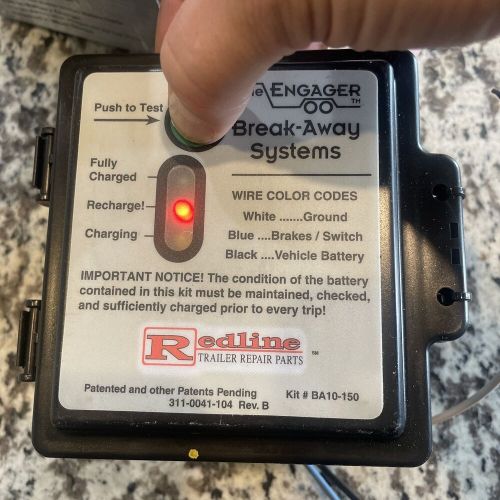 The ENGAGER TM
Push to Test
Break-Away
Systems
Fully
Charged
Recharge!
Charging
WIRE COLOR CODES
White .......Ground
Blue ....Brakes / Switch
Black ....Vehicle Battery
IMPORTANT NOTICE! The condition of the battery
contained in this kit must be maintained, checked,
and sufficiently charged prior to every trip!
Redline SM
TRAILER REPAIR PARTS
Patented and other Patents Pending
311-0041-104 Rev. B
Kit # BA10-150